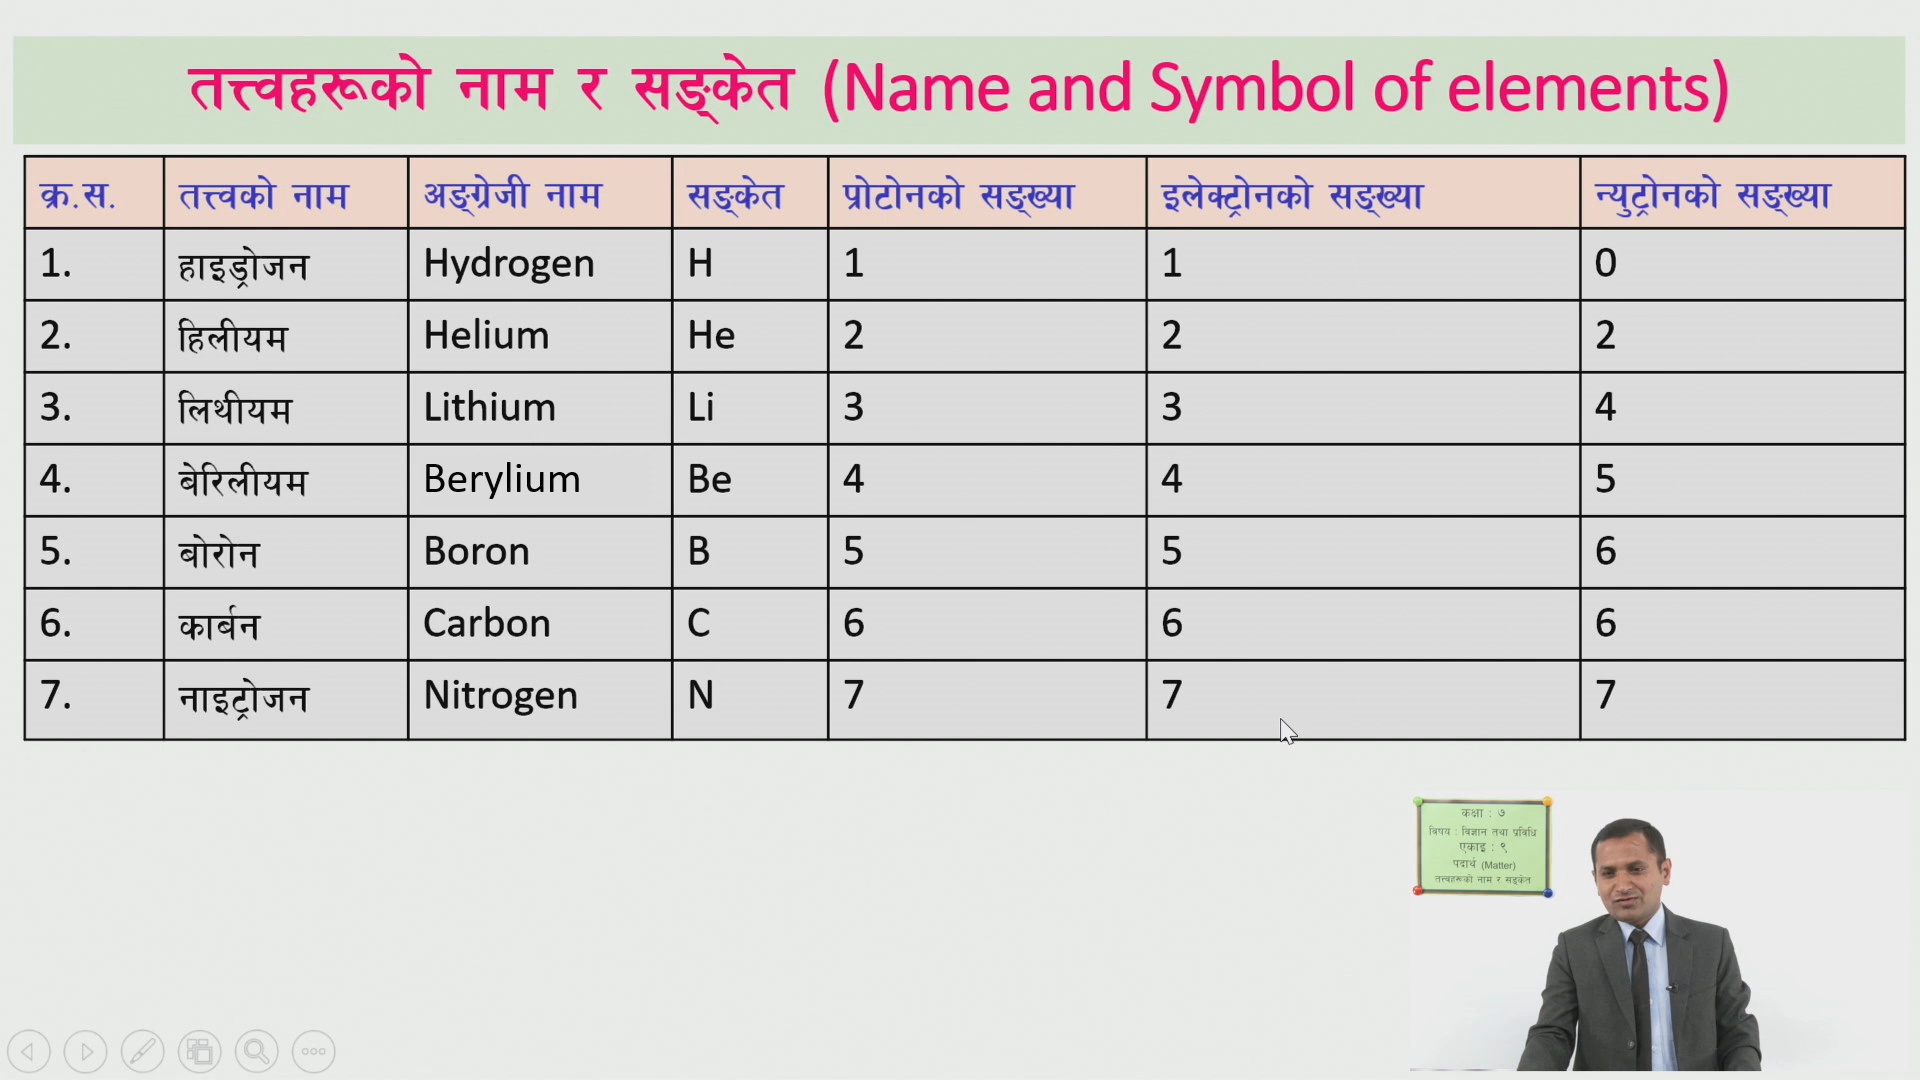 तत्त्वहरूको नाम र सङ्केत (Name and Symbol of elements)
क्र.स. तत्त्वको नाम अङ्ग्रेजी नाम सङ्केत प्रोटोनको सङ्ख्या इलेक्ट्रोनको सङ्ख्या न्युट्रोनको सङ्ख्या
1. हाइड्रोजन Hydrogen H 1 1 0
2. हिलीयम Helium He 2 2 2
3. लिथीयम Lithium Li 3 3 4
4. बेरिलीयम Berylium Be 4 4 5
5. बोरोन Boron B 5 5 6
6. कार्बन Carbon C 6 6 6
7. नाइट्रोजन Nitrogen N 7 7 7
कक्षा : ७
विषय : विज्ञान तथा प्रविधि
एकाइ : ९
पदार्थ (Matter)
तत्त्वहरूको नाम र सङ्केत